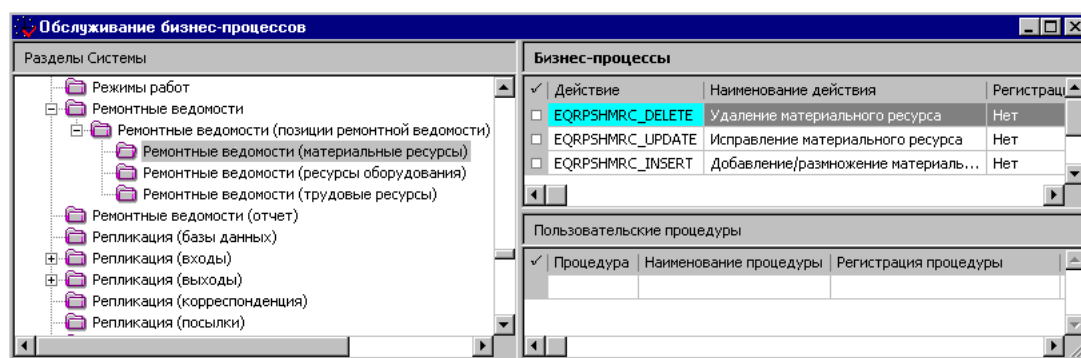 Обслуживание бизнес-процессов
Разделы Системы
Режимы работ
Ремонтные ведомости
Ремонтные ведомости (позиции ремонтной ведомости)
Ремонтные ведомости (материальные ресурсы)
Ремонтные ведомости (ресурсы оборудования)
Ремонтные ведомости (трудовые ресурсы)
Ремонтные ведомости (отчет)
Репликация (базы данных)
Репликация (входы)
Репликация (выходы)
Репликация (корреспонденция)
Репликация (посылки)
Бизнес-процессы
✓ Действие Наименование действия Регистраци
EQRPSHMRC_DELETE Удаление материального ресурса Нет
EQRPSHMRC_UPDATE Исправление материального ресурса Нет
EQRPSHMRC_INSERT Добавление/размножение материаль... Нет
Пользовательские процедуры
✓ Процедура Наименование процедуры Регистрация процедуры